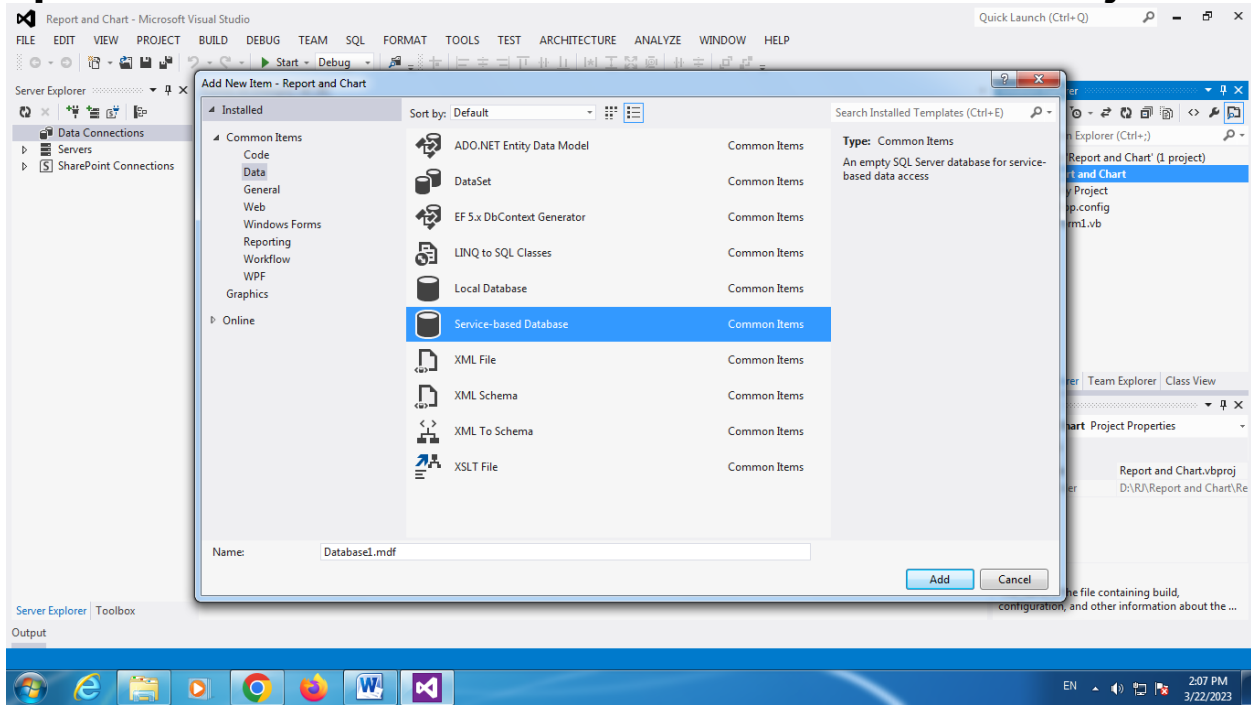 Report and Chart - Microsoft Visual Studio
Quick Launch (Ctrl+Q)
FILE EDIT VIEW PROJECT BUILD DEBUG TEAM SQL FORMAT TOOLS TEST ARCHITECTURE ANALYZE WINDOW HELP
Start Debug
Server Explorer
Data Connections
Servers
SharePoint Connections
Add New Item - Report and Chart
Installed
Common Items
Code
Data
General
Web
Windows Forms
Reporting
Workflow
WPF
Graphics
Online
Sort by: Default
Search Installed Templates (Ctrl+E)
ADO.NET Entity Data Model Common Items
DataSet Common Items
EF 5.x DbContext Generator Common Items
LINQ to SQL Classes Common Items
Local Database Common Items
Service-based Database Common Items
XML File Common Items
XML Schema Common Items
XML To Schema Common Items
XSLT File Common Items
Type: Common Items
An empty SQL Server database for service-
based data access
Name: Database1.mdf
Add Cancel
Explorer (Ctrl+;)
'Report and Chart' (1 project)
and Chart
Project
Team Explorer Class View
Project Properties
Report and Chart.vbproj
D:\RJ\Report and Chart\Re
file containing build,
configuration, and other information about the ...
Server Explorer Toolbox
Output
EN
2:07 PM
3/22/2023